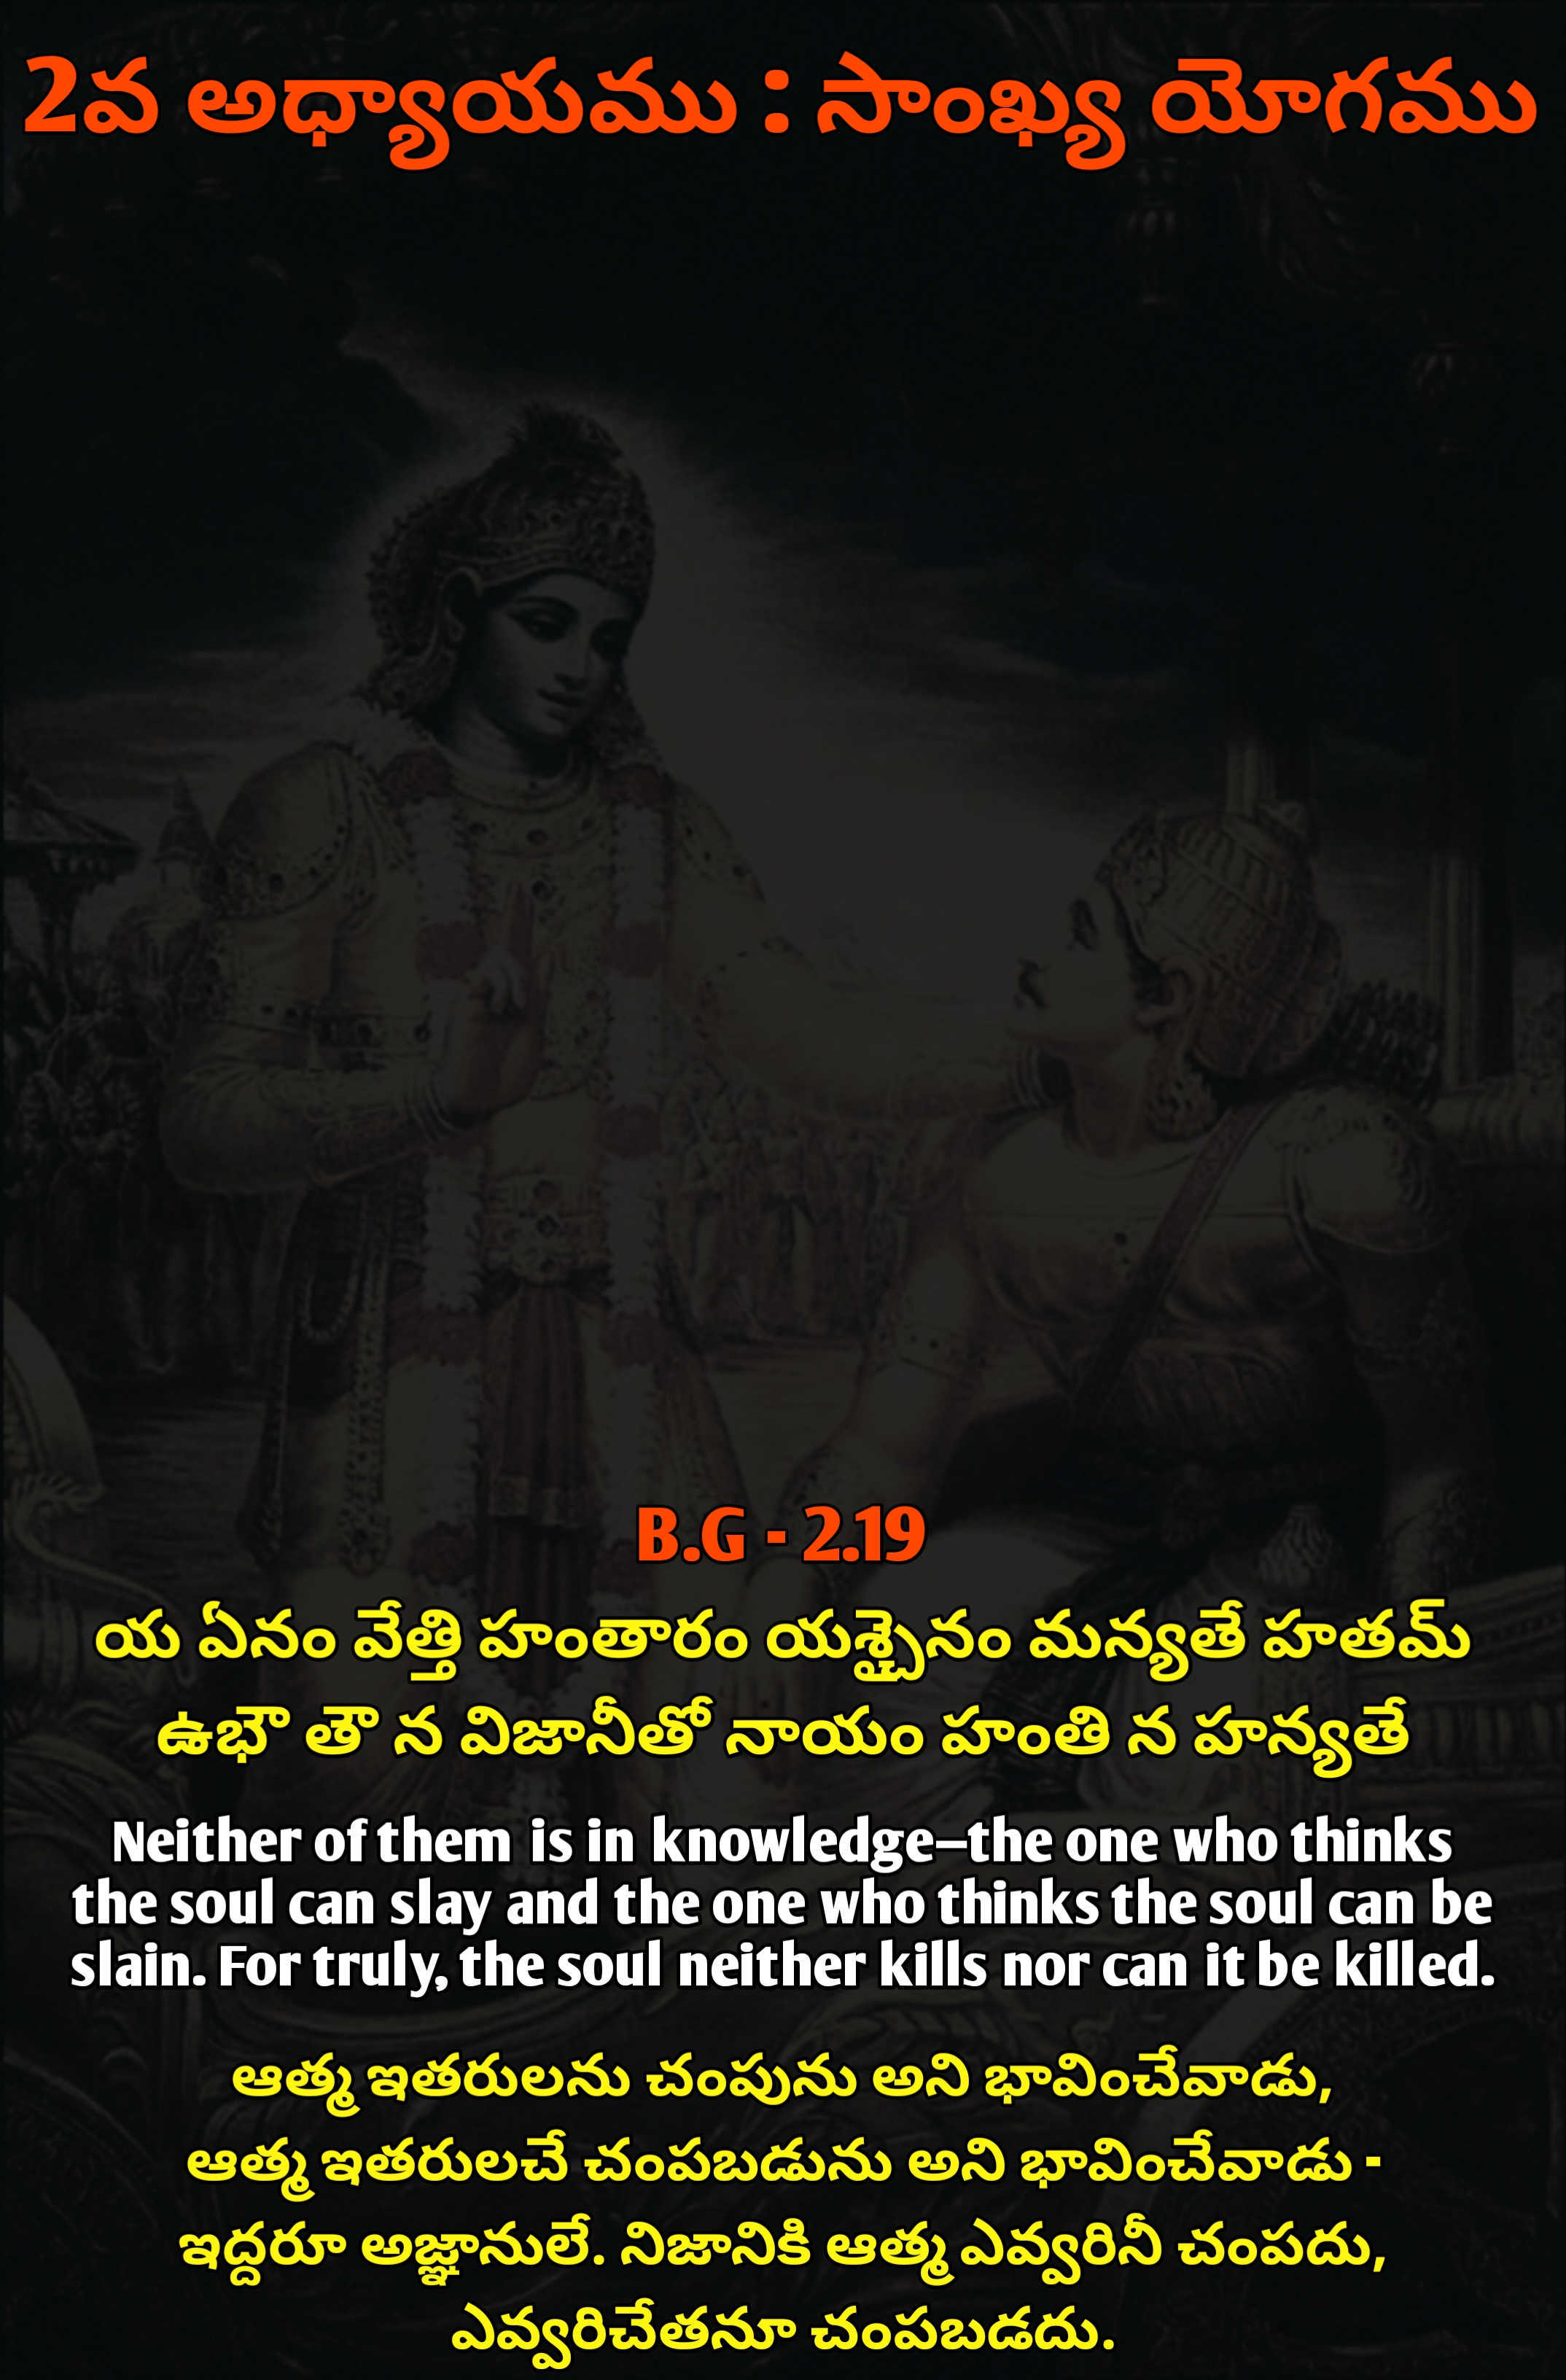 2వ అధ్యాయము : సాంఖ్య యోగము
B.G - 2.19
య ఏనం వేత్తి హంతారం యశ్చైనం మన్యతే హతమ్
ఉభౌ తౌ న విజానీతో నాయం హంతి న హన్యతే
Neither of them is in knowledge—the one who thinks
the soul can slay and the one who thinks the soul can be
slain. For truly, the soul neither kills nor can it be killed.
ఆత్మ ఇతరులను చంపును అని భావించేవాడు,
ఆత్మ ఇతరులచే చంపబడును అని భావించేవాడు -
ఇద్దరూ అజ్ఞానులే. నిజానికి ఆత్మ ఎవ్వరినీ చంపదు,
ఎవ్వరిచేతనూ చంపబడదు.